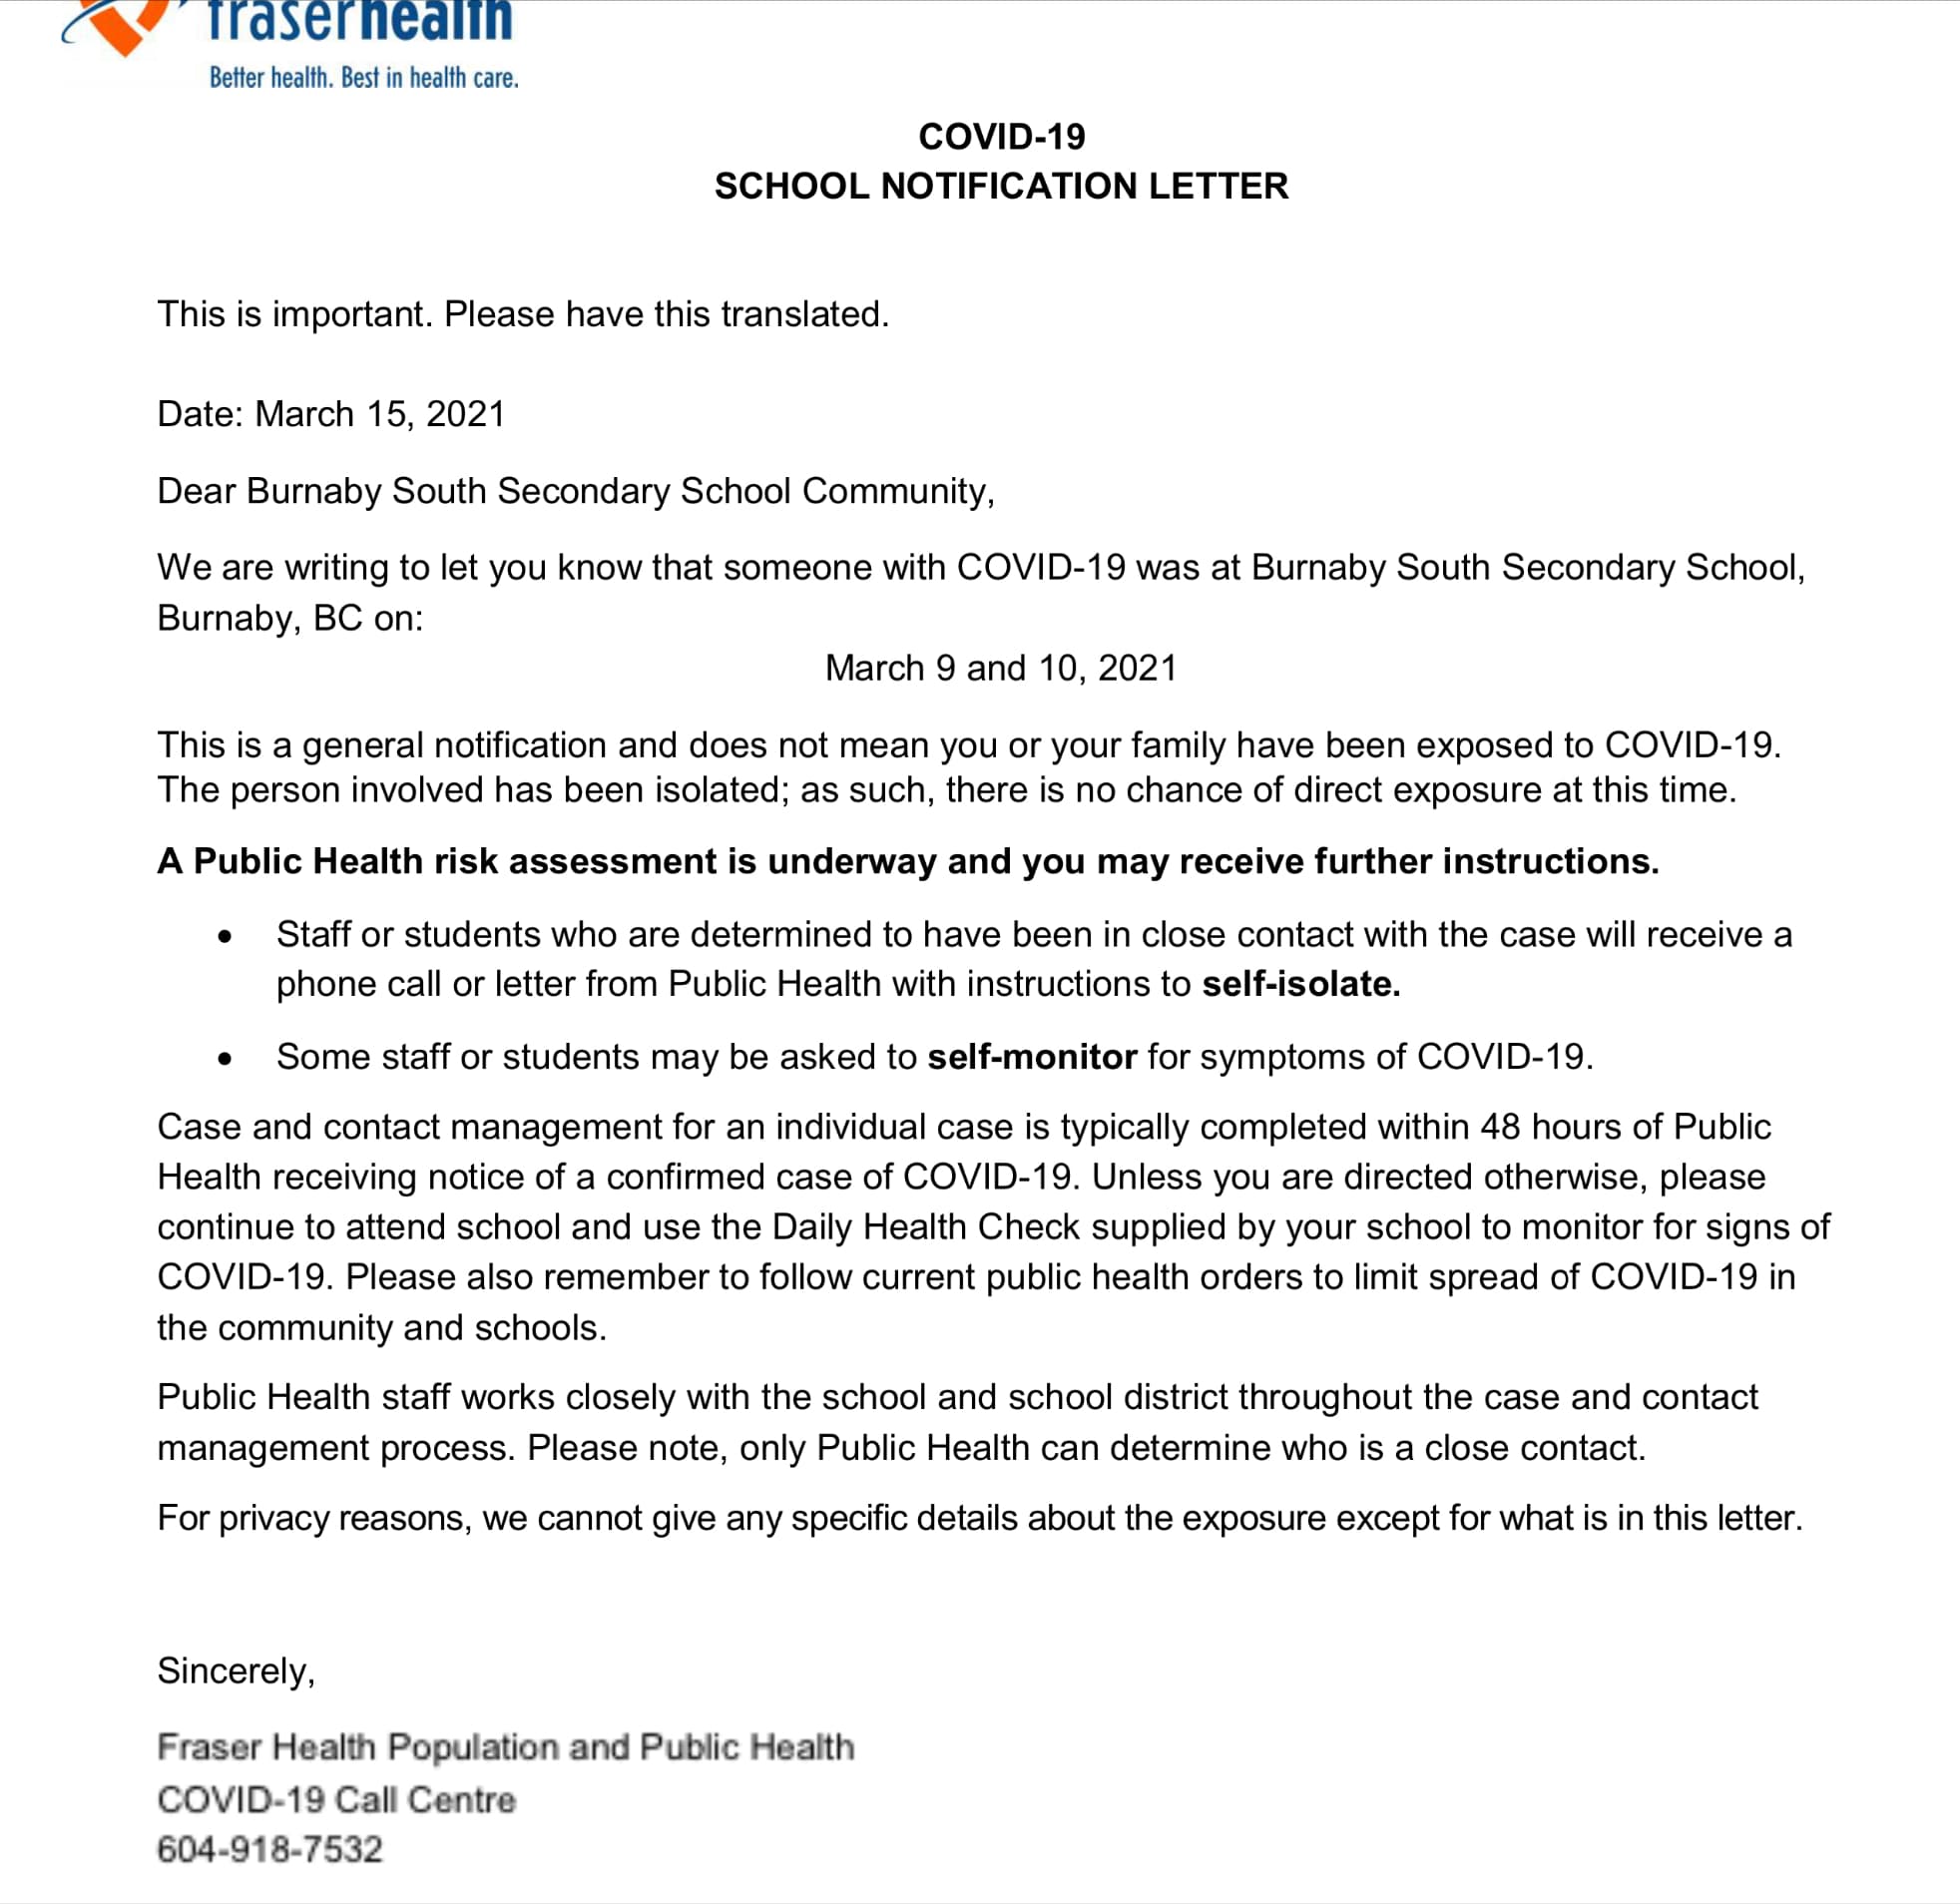 fraserhealth
Better health. Best in health care.
COVID-19
SCHOOL NOTIFICATION LETTER
This is important. Please have this translated.
Date: March 15, 2021
Dear Burnaby South Secondary School Community,
We are writing to let you know that someone with COVID-19 was at Burnaby South Secondary School,
Burnaby, BC on:
March 9 and 10, 2021
This is a general notification and does not mean you or your family have been exposed to COVID-19.
The person involved has been isolated; as such, there is no chance of direct exposure at this time.
A Public Health risk assessment is underway and you may receive further instructions.
• Staff or students who are determined to have been in close contact with the case will receive a
phone call or letter from Public Health with instructions to self-isolate.
• Some staff or students may be asked to self-monitor for symptoms of COVID-19.
Case and contact management for an individual case is typically completed within 48 hours of Public
Health receiving notice of a confirmed case of COVID-19. Unless you are directed otherwise, please
continue to attend school and use the Daily Health Check supplied by your school to monitor for signs of
COVID-19. Please also remember to follow current public health orders to limit spread of COVID-19 in
the community and schools.
Public Health staff works closely with the school and school district throughout the case and contact
management process. Please note, only Public Health can determine who is a close contact.
For privacy reasons, we cannot give any specific details about the exposure except for what is in this letter.
Sincerely,
Fraser Health Population and Public Health
COVID-19 Call Centre
604-918-7532